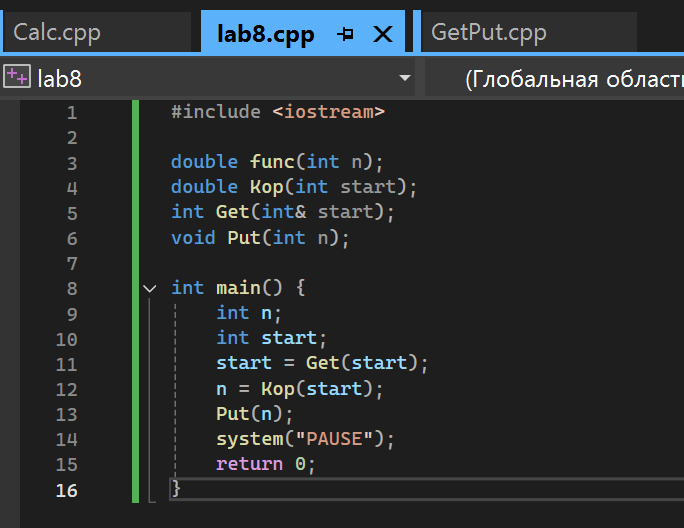 Calc.cpp lab8.cpp GetPut.cpp
lab8 (Глобальная област
1 #include <iostream>
2
3 double func(int n);
4 double Kop(int start);
5 int Get(int& start);
6 void Put(int n);
7
8 int main() {
9 int n;
10 int start;
11 start = Get(start);
12 n = Kop(start);
13 Put(n);
14 system("PAUSE");
15 return 0;
16 }